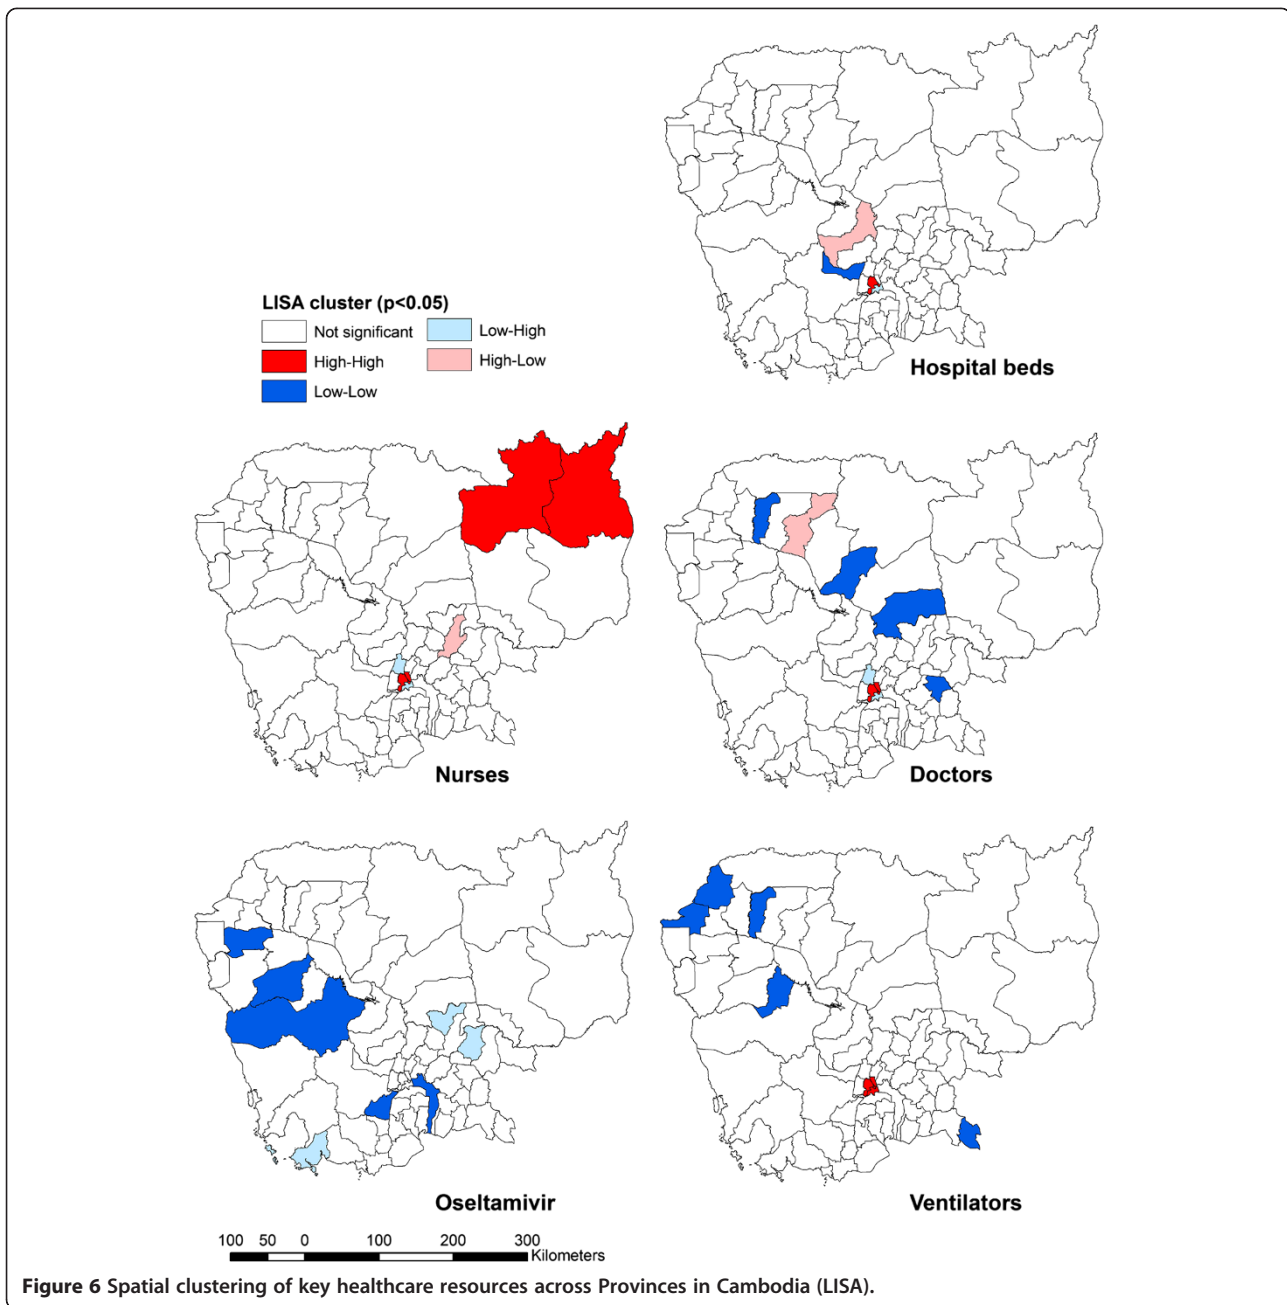 Hospital beds
LISA cluster (p<0.05)
Not significant
Low-High
High-High
High-Low
Low-Low
Nurses
Doctors
Oseltamivir
Ventilators
100 50 0 100 200 300
Kilometers
Figure 6 Spatial clustering of key healthcare resources across Provinces in Cambodia (LISA).